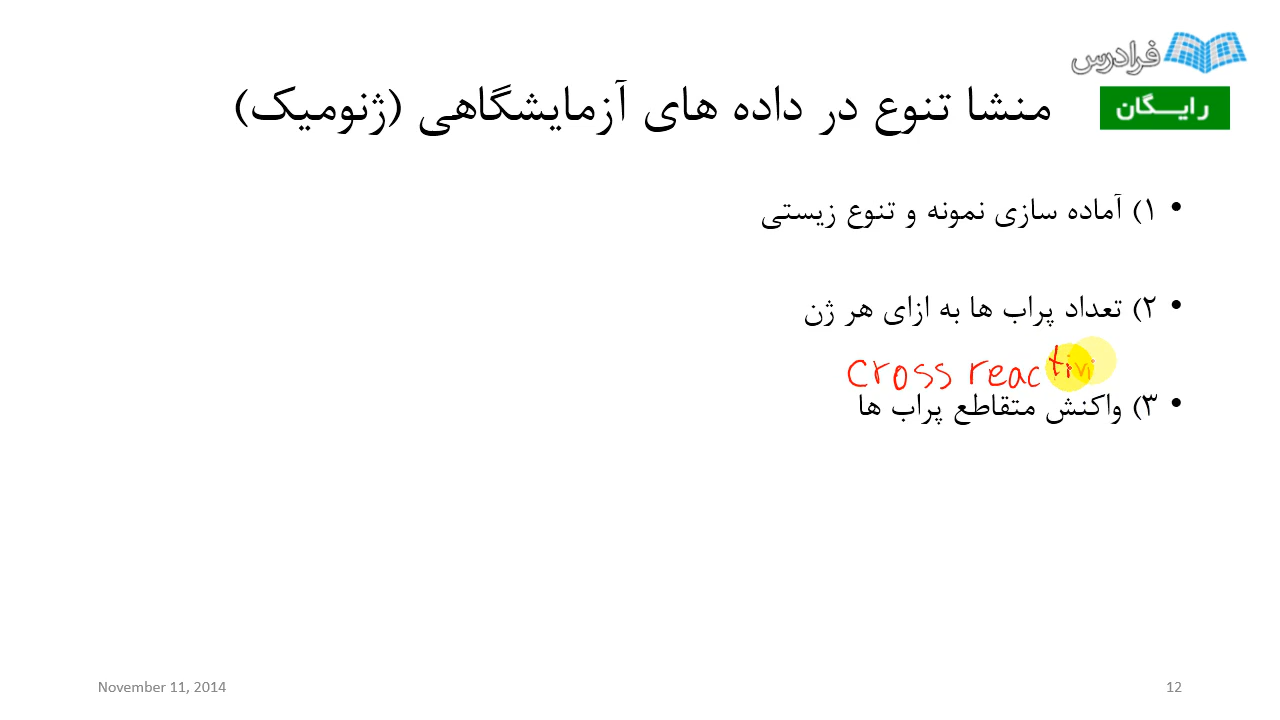 فرادرس
رایـــگان
منشا تنوع در داده های آزمایشگاهی (ژنومیک)
• ۱) آماده سازی نمونه و تنوع زیستی
• ۲) تعداد پراب ها به ازای هر ژن
cross reactivi
• ۳) واکنش متقاطع پراب ها
November 11, 2014
12